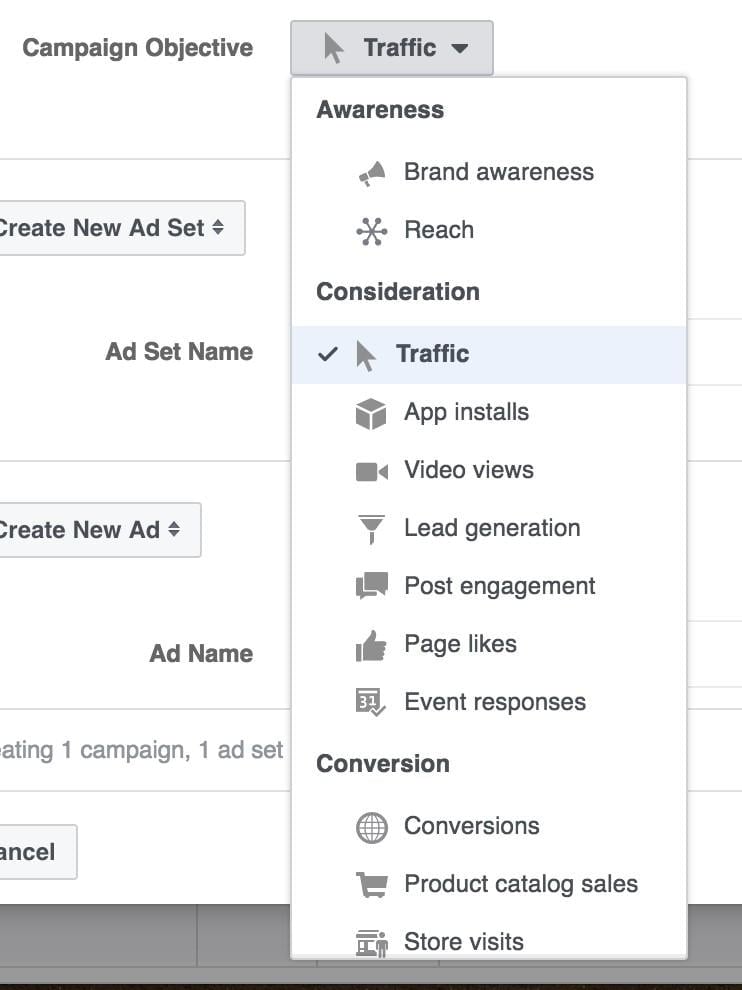 Campaign Objective
Traffic
Awareness
Brand awareness
Reach
Create New Ad Set
Consideration
Ad Set Name
Traffic
App installs
Video views
Create New Ad
Lead generation
Post engagement
Ad Name
Page likes
31
Event responses
eating 1 campaign, 1 ad set
Conversion
Conversions
ancel
Product catalog sales
Store visits